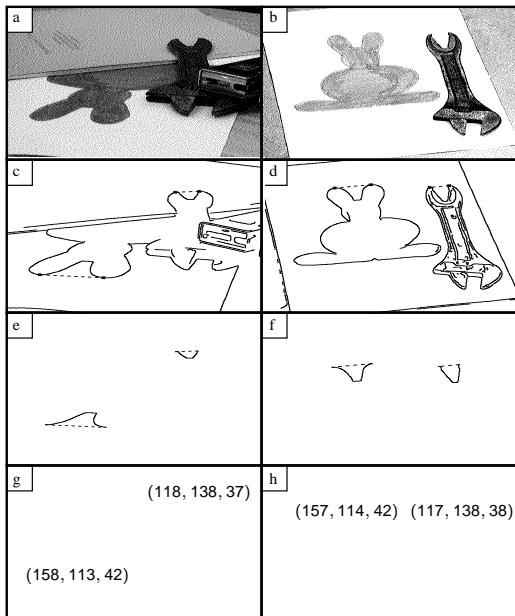 a
b
c
d
e
f
g
(118, 138, 37)
(158, 113, 42)
h
(157, 114, 42) (117, 138, 38)